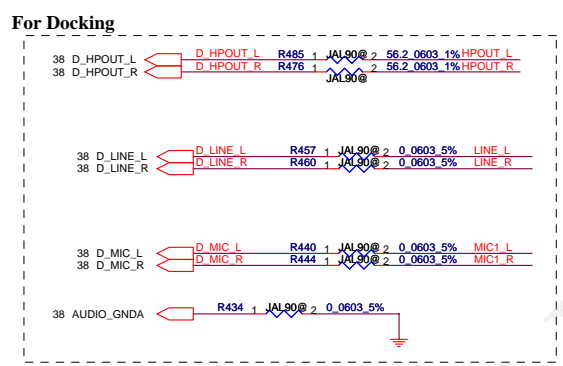 For Docking
38 D_HPOUT_L D_HPOUT_L R485 1 JAL90@ 2 56.2_0603_1% HPOUT_L
38 D_HPOUT_R D_HPOUT_R R476 1 JAL90@ 2 56.2_0603_1% HPOUT_R
38 D_LINE_L D_LINE_L R457 1 JAL90@ 2 0_0603_5% LINE_L
38 D_LINE_R D_LINE_R R460 1 JAL90@ 2 0_0603_5% LINE_R
38 D_MIC_L D_MIC_L R440 1 JAL90@ 2 0_0603_5% MIC1_L
38 D_MIC_R D_MIC_R R444 1 JAL90@ 2 0_0603_5% MIC1_R
38 AUDIO_GNDA R434 1 JAL90@ 2 0_0603_5%